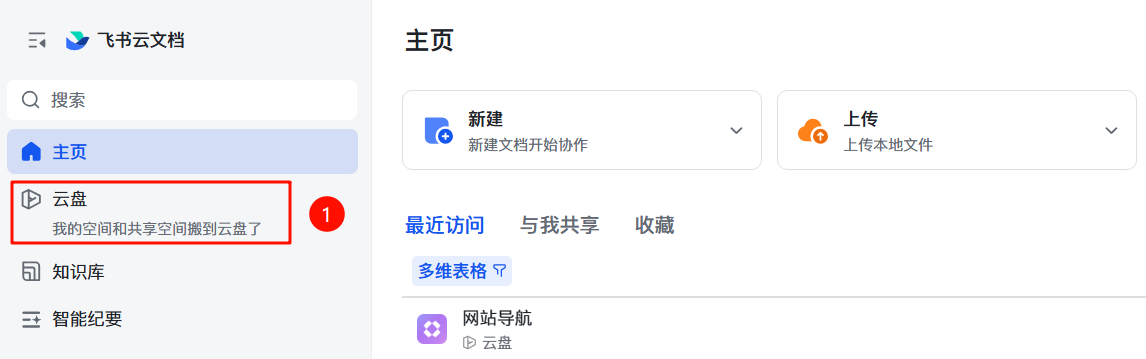 飞书云文档
搜索
主页
云盘
我的空间和共享空间搬到云盘了
1
知识库
智能纪要
主页
新建
新建文档开始协作
上传
上传本地文件
最近访问 与我共享 收藏
多维表格
网站导航
云盘